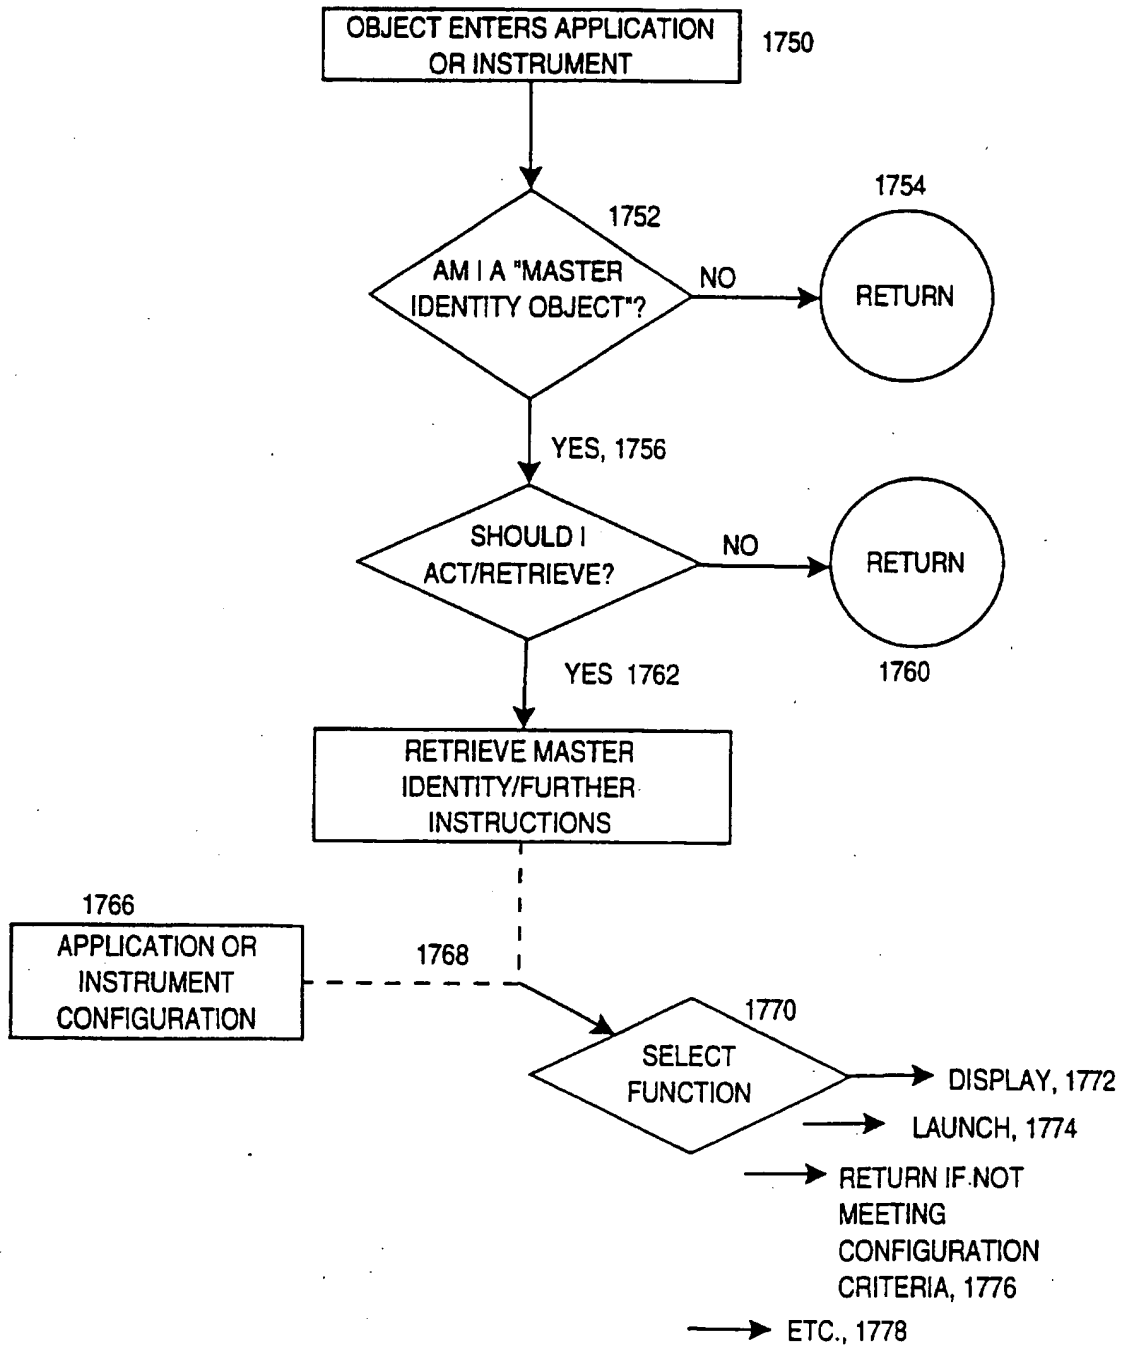 OBJECT ENTERS APPLICATION
OR INSTRUMENT
1750
1752
AM I A "MASTER
IDENTITY OBJECT"?
NO
1754
RETURN
YES, 1756
SHOULD I
ACT/RETRIEVE?
NO
RETURN
1760
YES 1762
RETRIEVE MASTER
IDENTITY/FURTHER
INSTRUCTIONS
1766
APPLICATION OR
INSTRUMENT
CONFIGURATION
1768
1770
SELECT
FUNCTION
DISPLAY, 1772
LAUNCH, 1774
RETURN IF NOT
MEETING
CONFIGURATION
CRITERIA, 1776
ETC., 1778